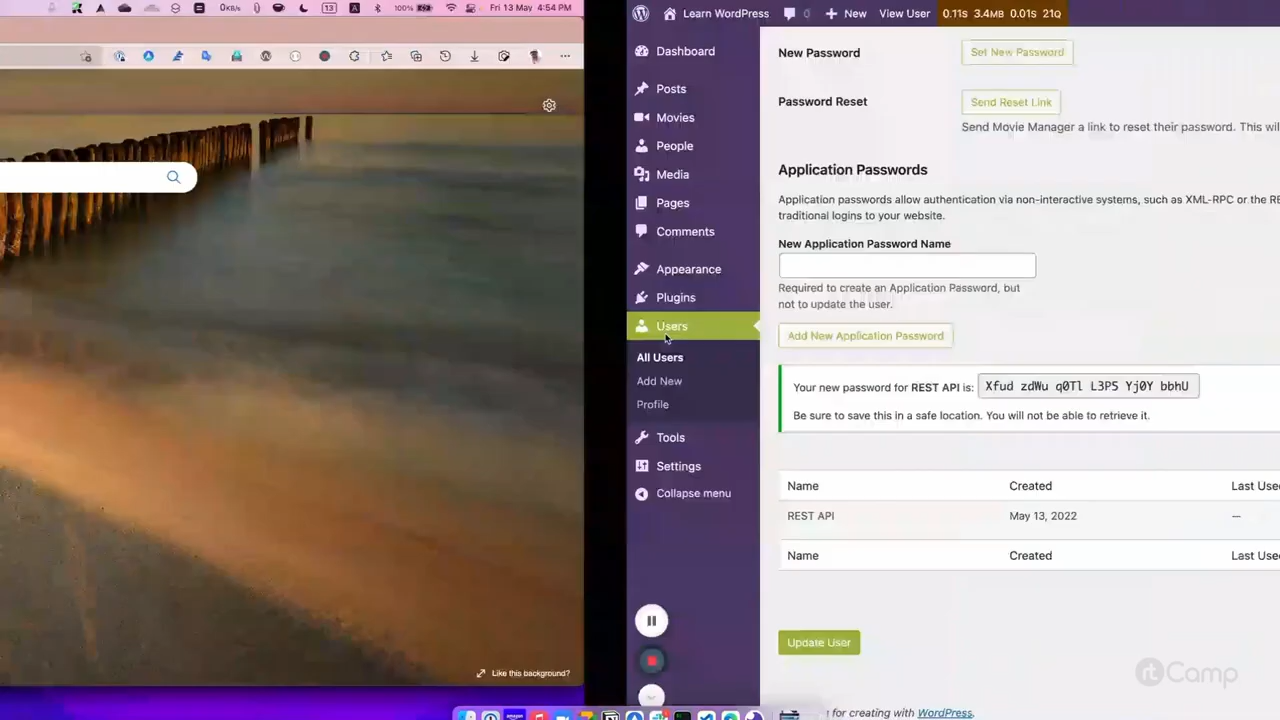 0KB/s 13 A 100% Fri 13 May 4:54 PM
Like this background?
Learn WordPress 0 New View User 0.11s 3.4MB 0.01s 21Q
Dashboard
Posts
Movies
People
Media
Pages
Comments
Appearance
Plugins
Users
All Users
Add New
Profile
Tools
Settings
Collapse menu
New Password Set New Password
Password Reset Send Reset Link
Send Movie Manager a link to reset their password. This will
Application Passwords
Application passwords allow authentication via non-interactive systems, such as XML-RPC or the RE
traditional logins to your website.
New Application Password Name
Required to create an Application Password, but
not to update the user.
Add New Application Password
Your new password for REST API is: Xfud zdWu q0Tl L3PS Yj0Y bbhU
Be sure to save this in a safe location. You will not be able to retrieve it.
Name Created Last Use
REST API May 13, 2022 —
Name Created Last Use
Update User
rtCamp
for creating with WordPress.